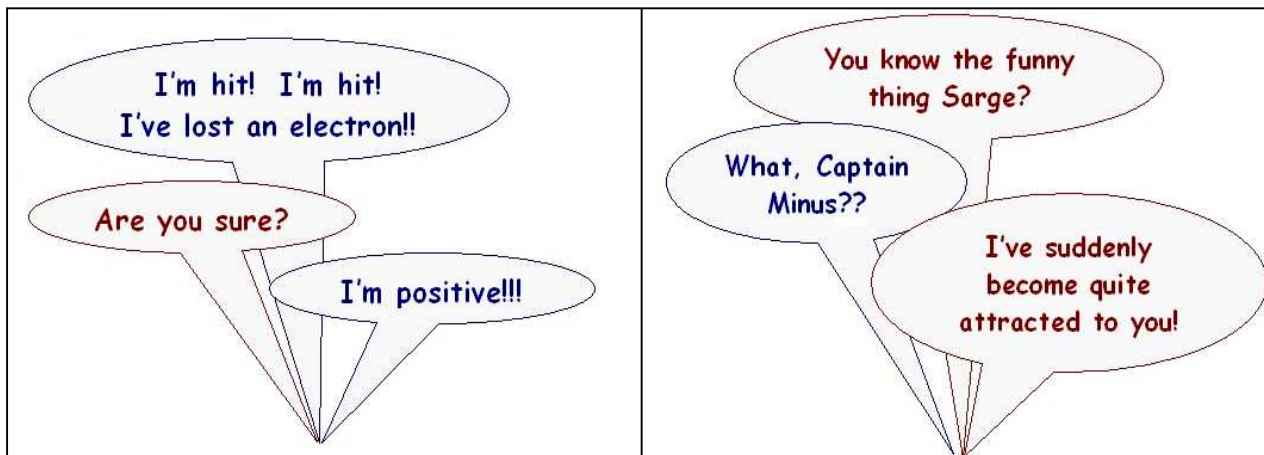 I'm hit!  I'm hit!
I've lost an electron!!
Are you sure?
I'm positive!!!
You know the funny
thing Sarge?
What, Captain
Minus??
I've suddenly
become quite
attracted to you!